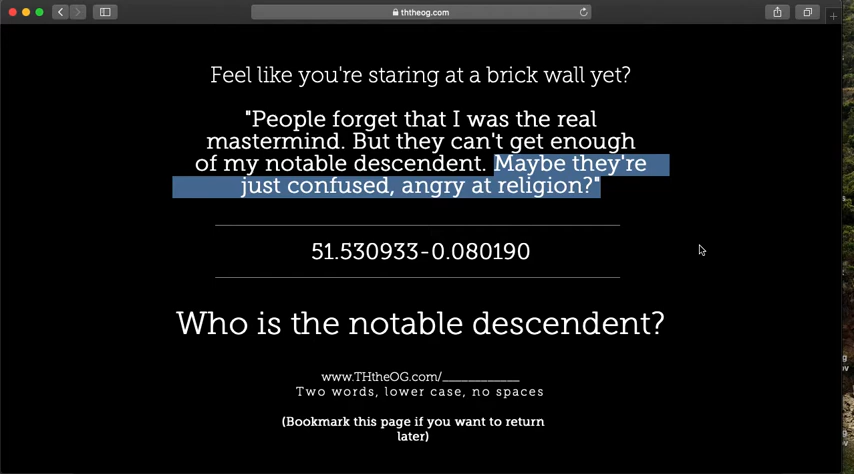 ththeog.com
Feel like you're staring at a brick wall yet?
"People forget that I was the real
mastermind. But they can't get enough
of my notable descendent. Maybe they're
just confused, angry at religion?"
51.530933-0.080190
Who is the notable descendent?
www.THtheOG.com/____________
Two words, lower case, no spaces
(Bookmark this page if you want to return
later)